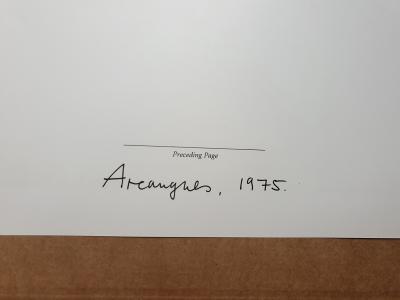 Preceding Page
Arcangues, 1975.